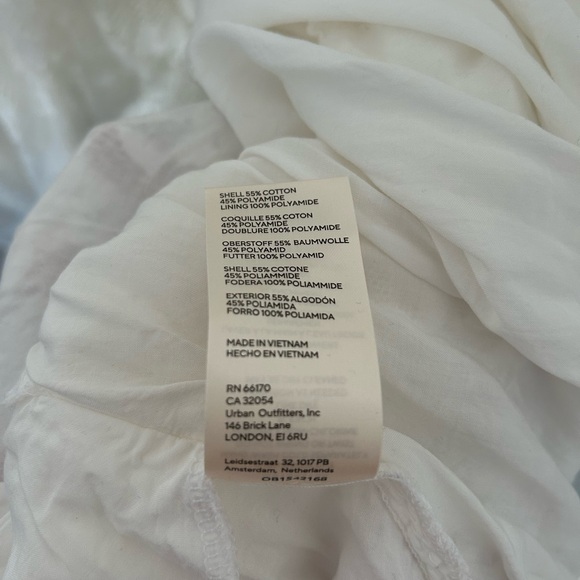 SHELL 55% COTTON
45% POLYAMIDE
LINING 100% POLYAMIDE
COQUILLE 55% COTON
45% POLYAMIDE
DOUBLURE 100% POLYAMIDE
OBERSTOFF 55% BAUMWOLLE
45% POLYAMID
FUTTER 100% POLYAMID
SHELL 55% COTONE
45% POLIAMMIDE
FODERA 100% POLIAMMIDE
EXTERIOR 55% ALGODÓN
45% POLIAMIDA
FORRO 100% POLIAMIDA
MADE IN VIETNAM
HECHO EN VIETNAM
RN 66170
CA 32054
Urban Outfitters, Inc
146 Brick Lane
LONDON, E1 6RU
Leidsestraat 32, 1017 PB
Amsterdam, Netherlands